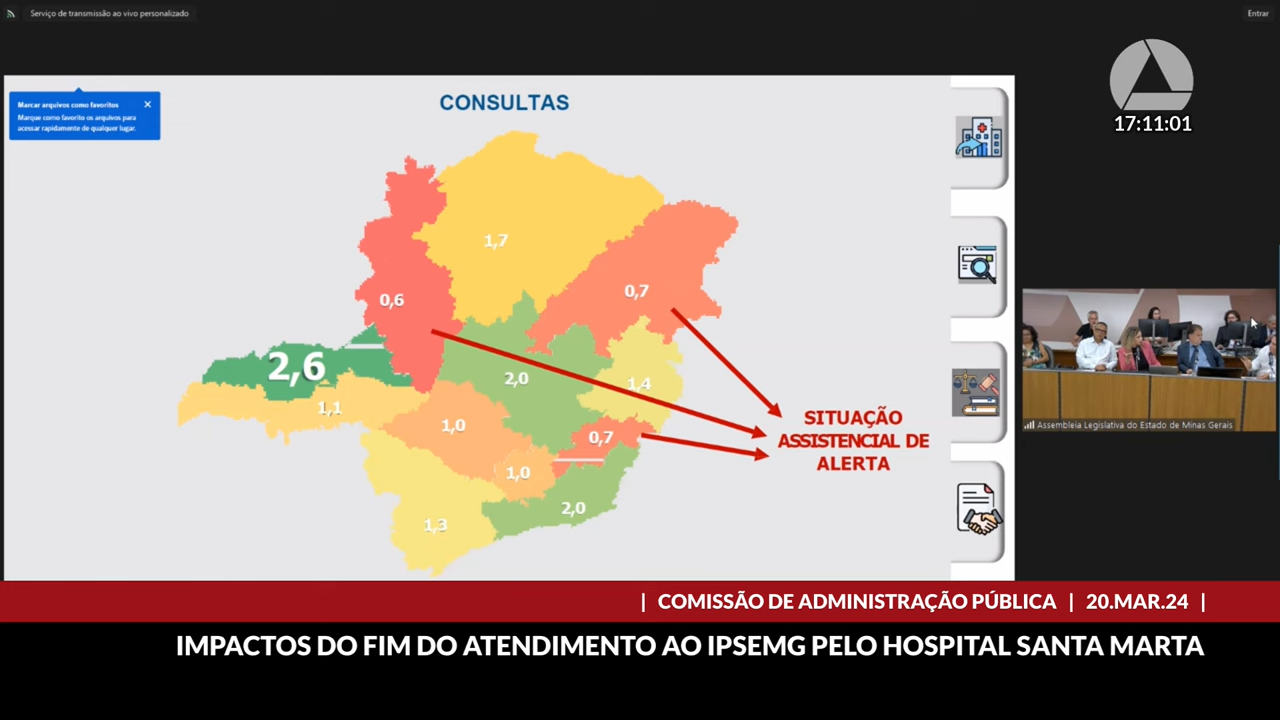 Serviço de transmissão ao vivo personalizado
Entrar
Marcar arquivos como favoritos
Marque como favorito os arquivos para
acessar rapidamente de qualquer lugar.
CONSULTAS
17:11:01
1,7
0,6
0,7
2,6
2,0
1,4
1,1
1,0
0,7
1,0
2,0
1,3
SITUAÇÃO
ASSISTENCIAL DE
ALERTA
Assembleia Legislativa do Estado de Minas Gerais
| COMISSÃO DE ADMINISTRAÇÃO PÚBLICA | 20.MAR.24 |
IMPACTOS DO FIM DO ATENDIMENTO AO IPSEMG PELO HOSPITAL SANTA MARTA